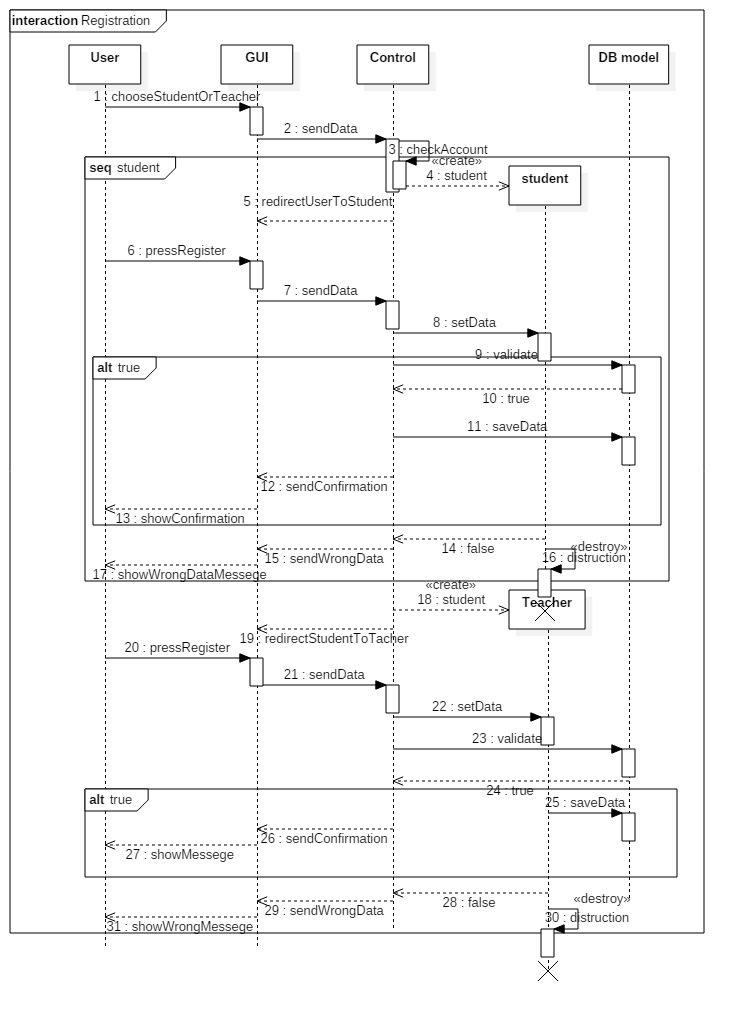 interaction Registration
User
GUI
Control
DB model
1 : chooseStudentOrTeacher
2 : sendData
3 : checkAccount
«create»
seq student
4 : student
student
5 : redirectUserToStudent
6 : pressRegister
7 : sendData
8 : setData
9 : validate
alt true
10 : true
11 : saveData
12 : sendConfirmation
13 : showConfirmation
14 : false
«destroy»
15 : sendWrongData
16 : distruction
17 : showWrongDataMessege
«create»
18 : student
Teacher
19 : redirectStudentToTacher
20 : pressRegister
21 : sendData
22 : setData
23 : validate
24 : true
alt true
25 : saveData
26 : sendConfirmation
27 : showMessege
28 : false
«destroy»
29 : sendWrongData
30 : distruction
31 : showWrongMessege